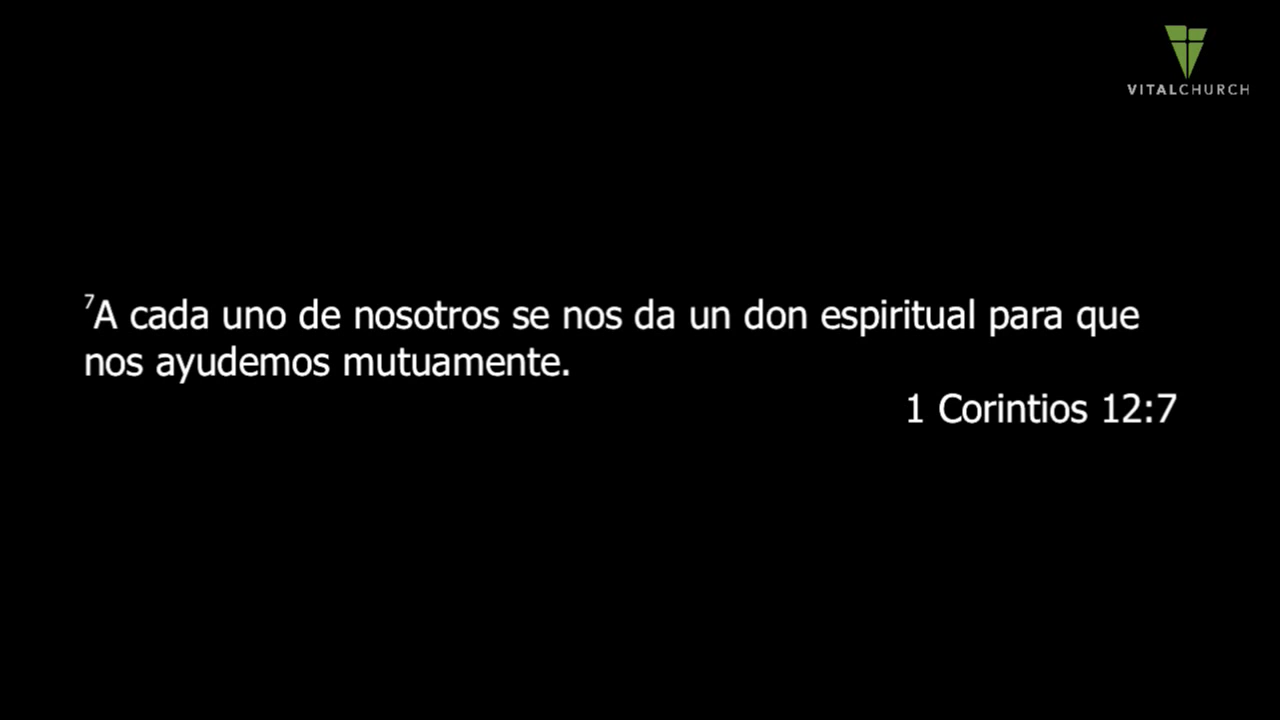 VITALCHURCH
⁷A cada uno de nosotros se nos da un don espiritual para que
nos ayudemos mutuamente.
1 Corintios 12:7